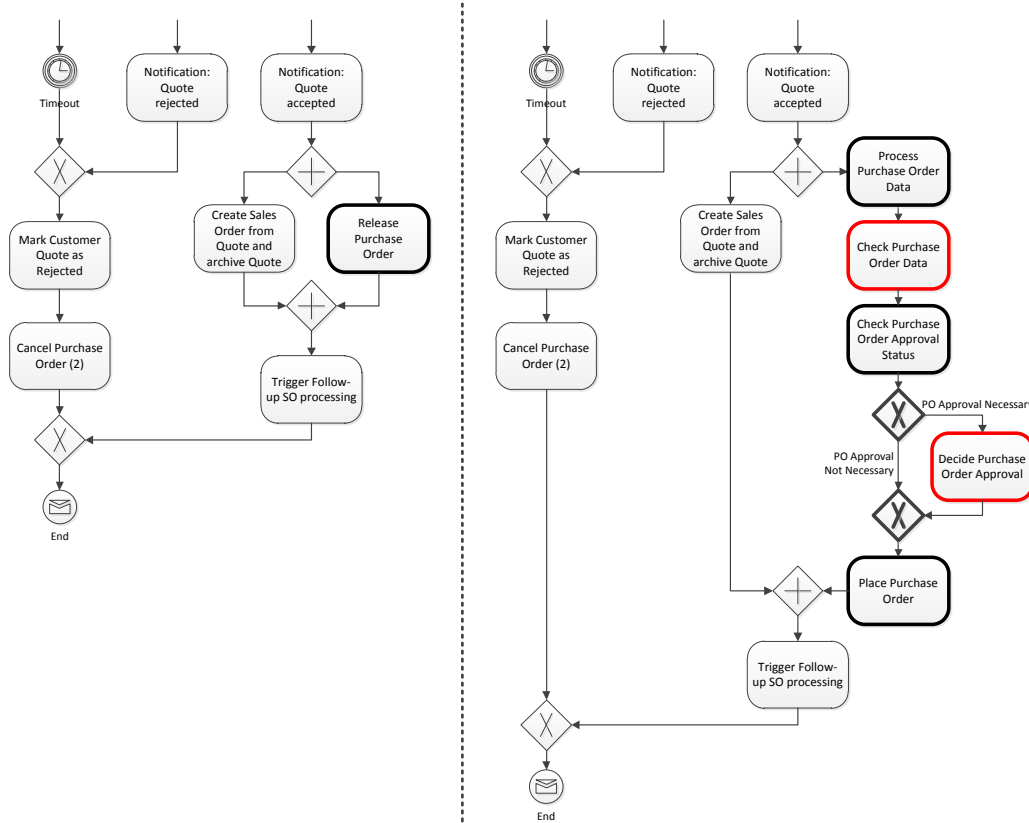 Timeout
Notification:
Quote
rejected
Notification:
Quote
accepted
Mark Customer
Quote as
Rejected
Create Sales
Order from
Quote and
archive Quote
Release
Purchase
Order
Cancel Purchase
Order (2)
Trigger Follow-
up SO processing
End
Timeout
Notification:
Quote
rejected
Notification:
Quote
accepted
Process
Purchase Order
Data
Mark Customer
Quote as
Rejected
Create Sales
Order from
Quote and
archive Quote
Check Purchase
Order Data
Cancel Purchase
Order (2)
Check Purchase
Order Approval
Status
PO Approval Necessary
PO Approval
Not Necessary
Decide Purchase
Order Approval
Place Purchase
Order
Trigger Follow-
up SO processing
End